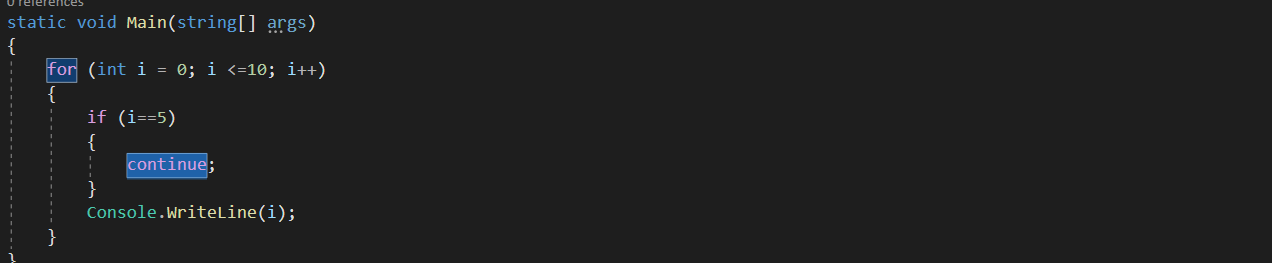 0 references
static void Main(string[] args)
{
for (int i = 0; i <=10; i++)
{
if (i==5)
{
continue;
}
Console.WriteLine(i);
}
}